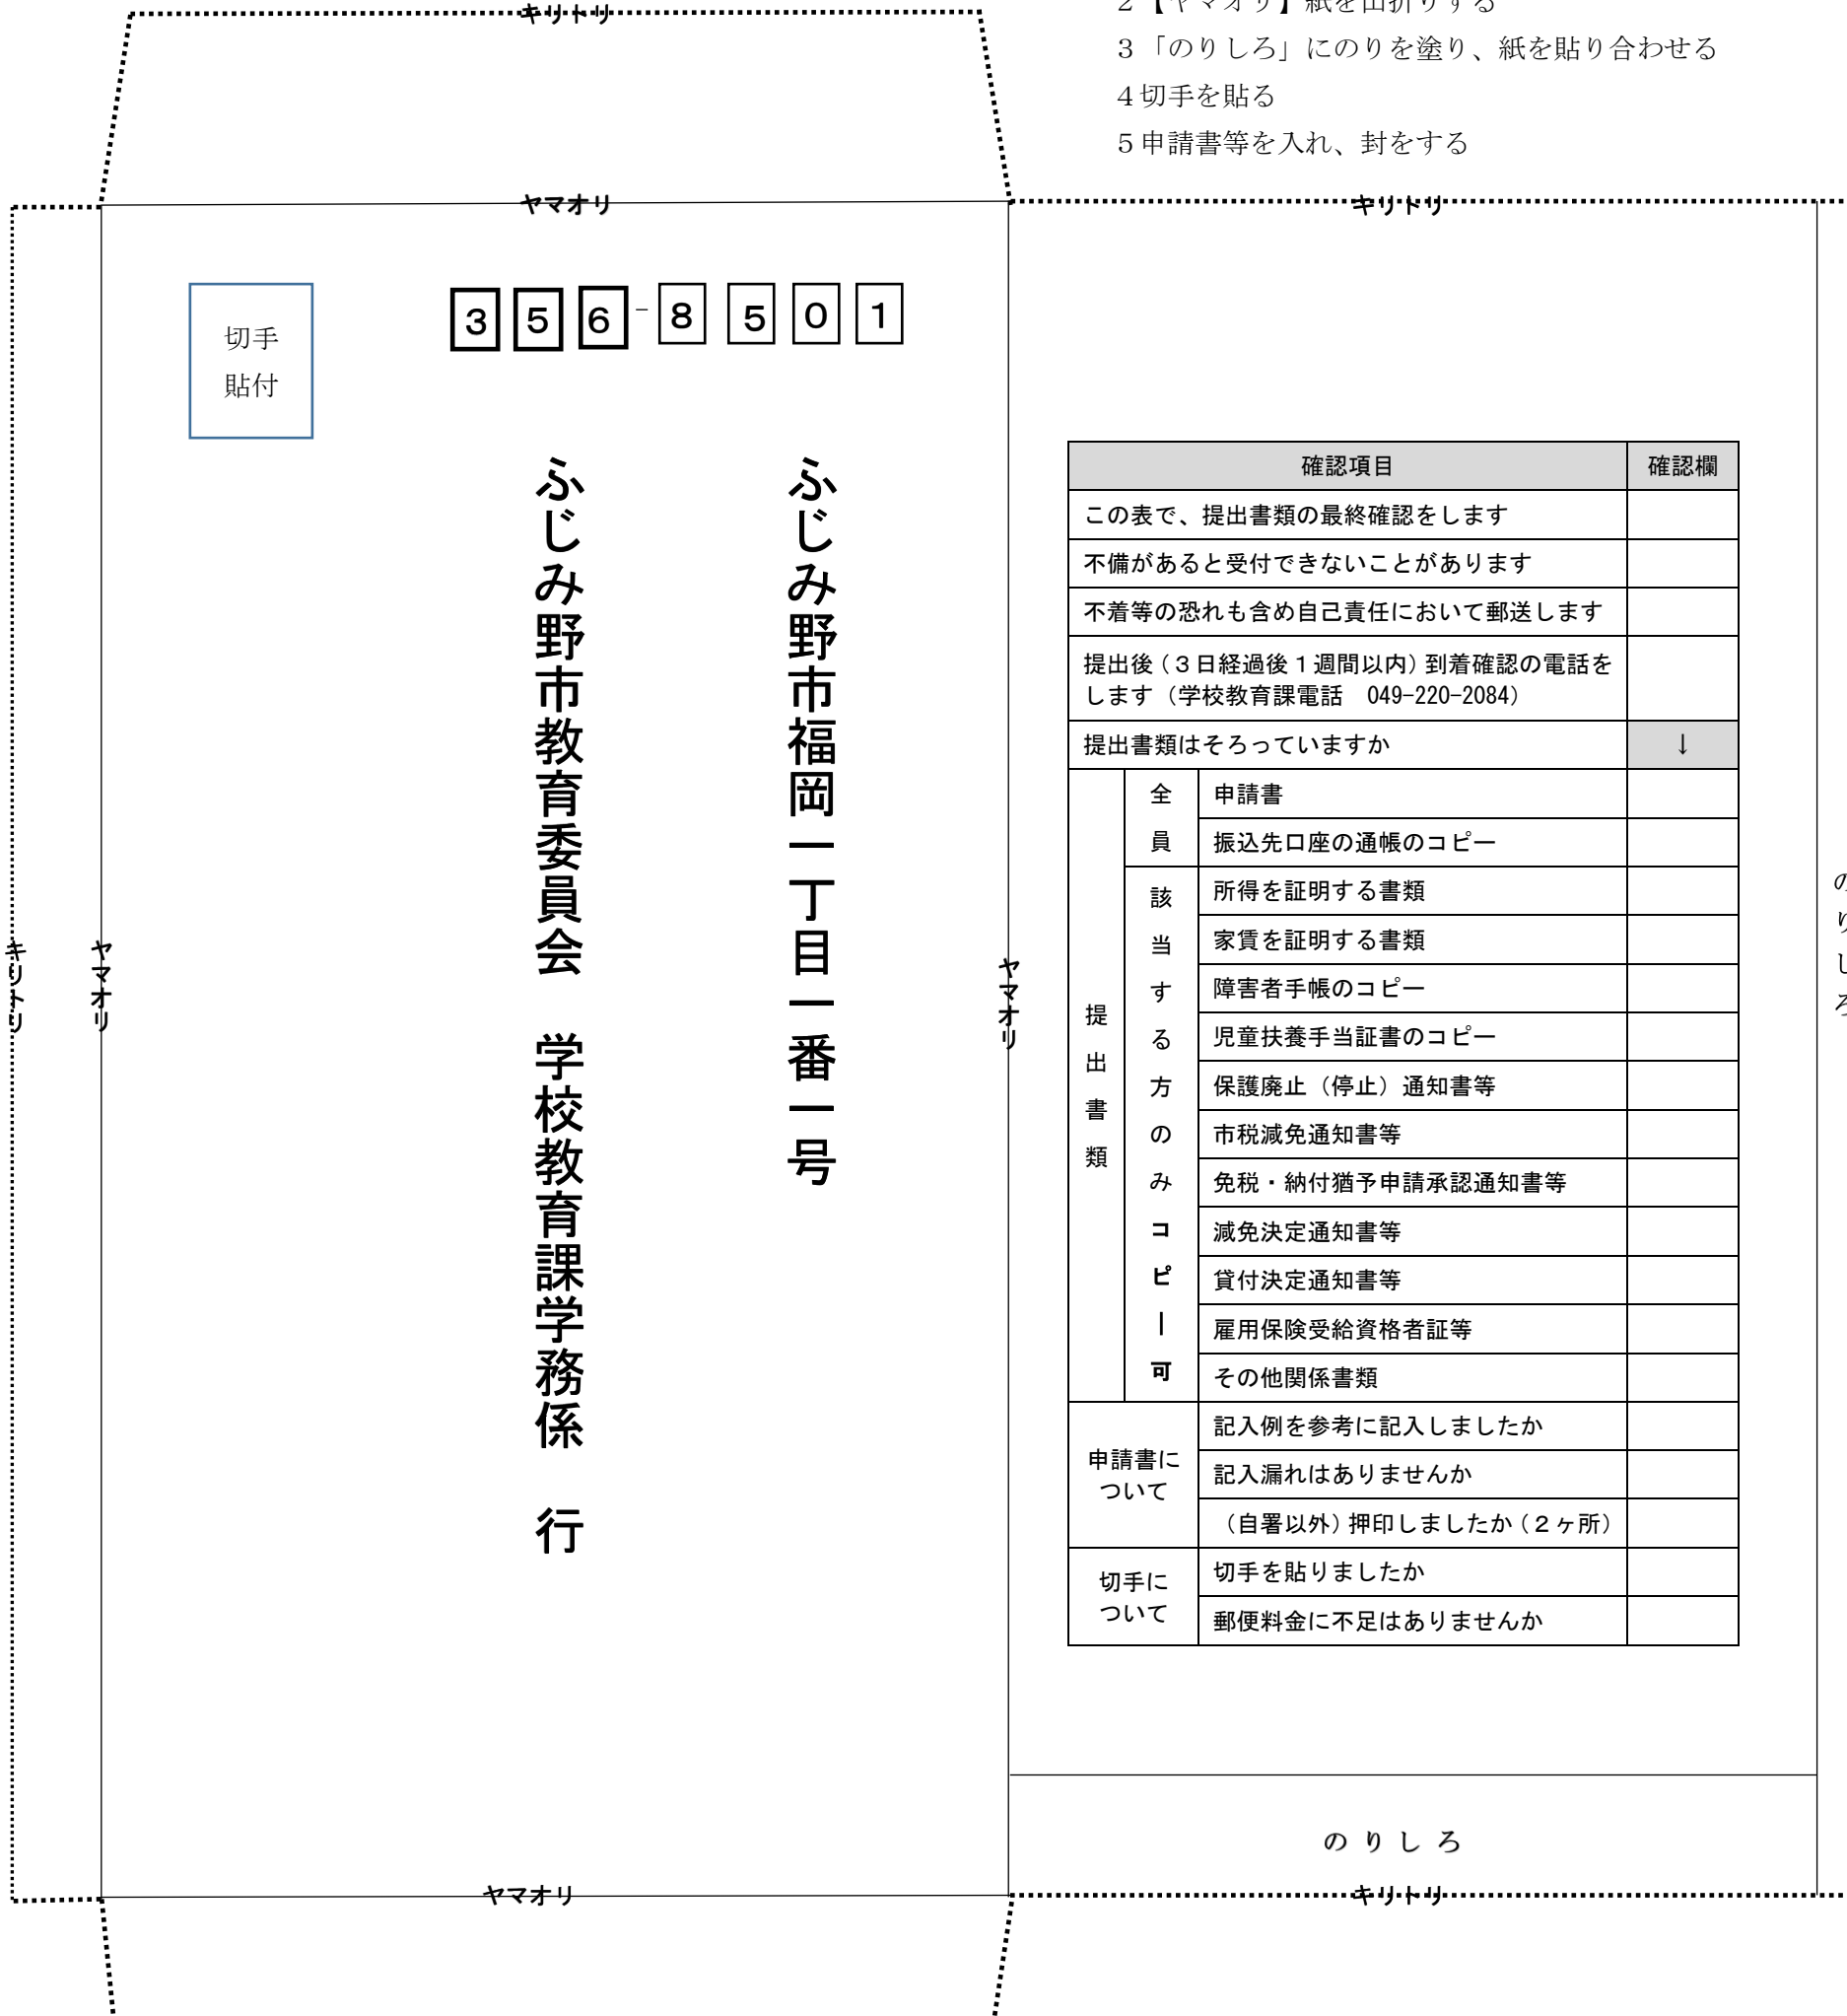 2【ヤマオリ】紙を山折りする
3「のりしろ」にのりを塗り、紙を貼り合わせる
4切手を貼る
5申請書等を入れ、封をする
キリトリ
ヤマオリ
キリトリ
切手
貼付
356-8501
ふじみ野市福岡一丁目一番一号
ふじみ野市教育委員会　学校教育課学務係　行
キリトリ
ヤマオリ
ヤマオリ
確認項目 確認欄
この表で、提出書類の最終確認をします
不備があると受付できないことがあります
不着等の恐れも含め自己責任において郵送します
提出後(3日経過後1週間以内)到着確認の電話を
します（学校教育課電話　049-220-2084）
提出書類はそろっていますか ↓
提出書類
全員
申請書
振込先口座の通帳のコピー
該当する方のみコピー可
所得を証明する書類
家賃を証明する書類
障害者手帳のコピー
児童扶養手当証書のコピー
保護廃止（停止）通知書等
市税減免通知書等
免税・納付猶予申請承認通知書等
減免決定通知書等
貸付決定通知書等
雇用保険受給資格者証等
その他関係書類
申請書に
ついて
記入例を参考に記入しましたか
記入漏れはありませんか
（自署以外)押印しましたか(2ヶ所)
切手に
ついて
切手を貼りましたか
郵便料金に不足はありませんか
のりしろ
のりしろ
ヤマオリ
キリトリ